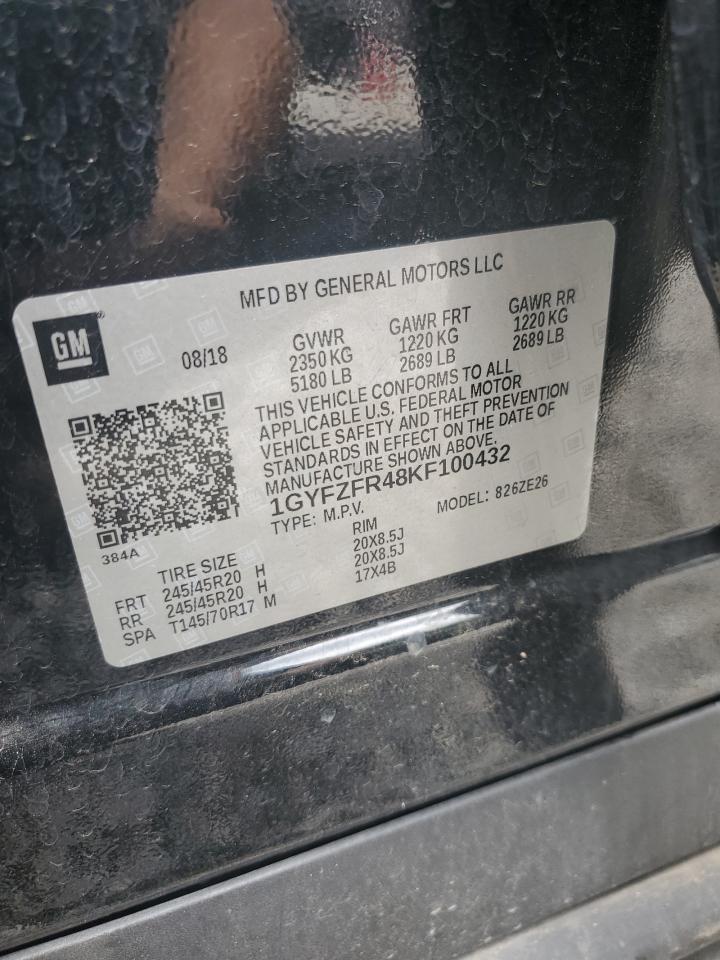 MFD BY GENERAL MOTORS LLC
GM
08/18
GVWR
2350 KG
5180 LB
GAWR FRT
1220 KG
2689 LB
GAWR RR
1220 KG
2689 LB
THIS VEHICLE CONFORMS TO ALL
APPLICABLE U.S. FEDERAL MOTOR
VEHICLE SAFETY AND THEFT PREVENTION
STANDARDS IN EFFECT ON THE DATE OF
MANUFACTURE SHOWN ABOVE.
1GYFZFR48KF100432
TYPE: M.P.V. MODEL: 826ZE26
384A
TIRE SIZE RIM
FRT 245/45R20 H 20X8.5J
RR 245/45R20 H 20X8.5J
SPA T145/70R17 M 17X4B